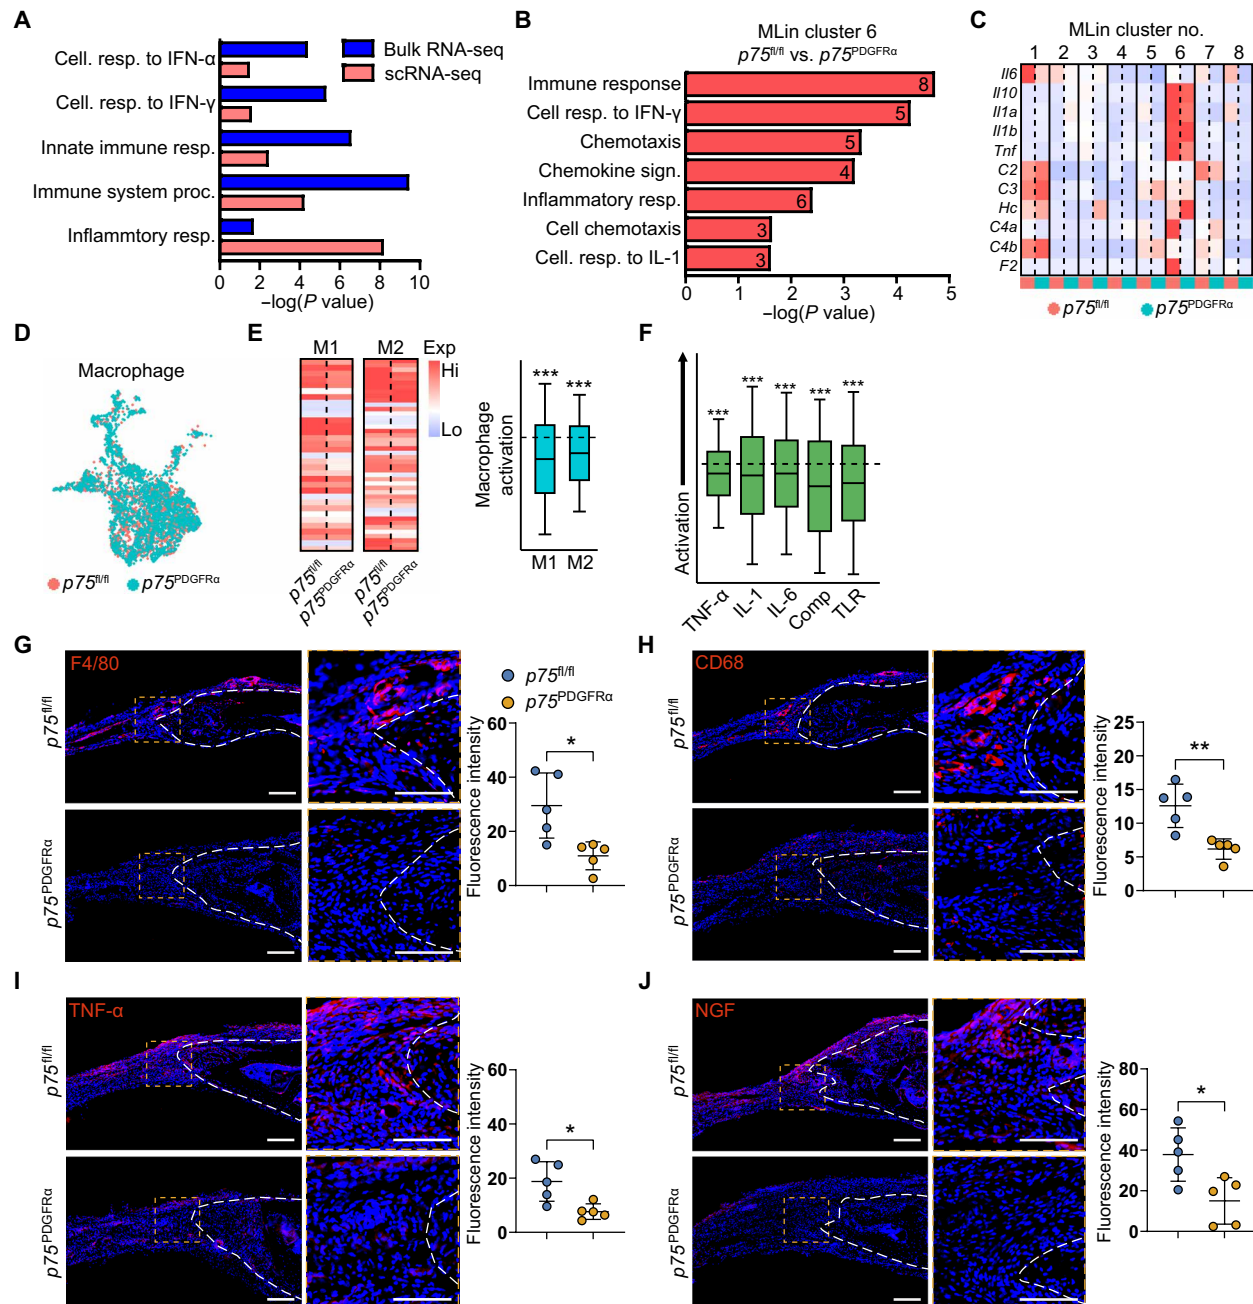 A
Cell. resp. to IFN-α
Cell. resp. to IFN-γ
Innate immune resp.
Immune system proc.
Inflammtory resp.
Bulk RNA-seq
scRNA-seq
0 2 4 6 8 10
–log(P value)
B
MLin cluster 6
p75fl/fl vs. p75PDGFRα
Immune response 8
Cell resp. to IFN-γ 5
Chemotaxis 5
Chemokine sign. 4
Inflammatory resp. 6
Cell chemotaxis 3
Cell. resp. to IL-1 3
0 1 2 3 4 5
–log(P value)
C
MLin cluster no.
1 2 3 4 5 6 7 8
Il6
Il10
Il1a
Il1b
Tnf
C2
C3
Hc
C4a
C4b
F2
p75fl/fl p75PDGFRα
D
Macrophage
p75fl/fl p75PDGFRα
E
M1 M2 Exp
Hi
Lo
p75fl/fl
p75PDGFRα
p75fl/fl
p75PDGFRα
Macrophage
activation
*** ***
M1 M2
F
Activation
*** *** *** *** ***
TNF-α IL-1 IL-6 Comp TLR
G
F4/80
p75fl/fl
p75PDGFRα
p75fl/fl
p75PDGFRα
Fluorescence intensity
60
40
20
0
*
H
CD68
p75fl/fl
p75PDGFRα
Fluorescence intensity
25
20
15
10
5
0
**
I
TNF-α
p75fl/fl
p75PDGFRα
Fluorescence intensity
60
40
20
0
*
J
NGF
p75fl/fl
p75PDGFRα
Fluorescence intensity
80
60
40
20
0
*